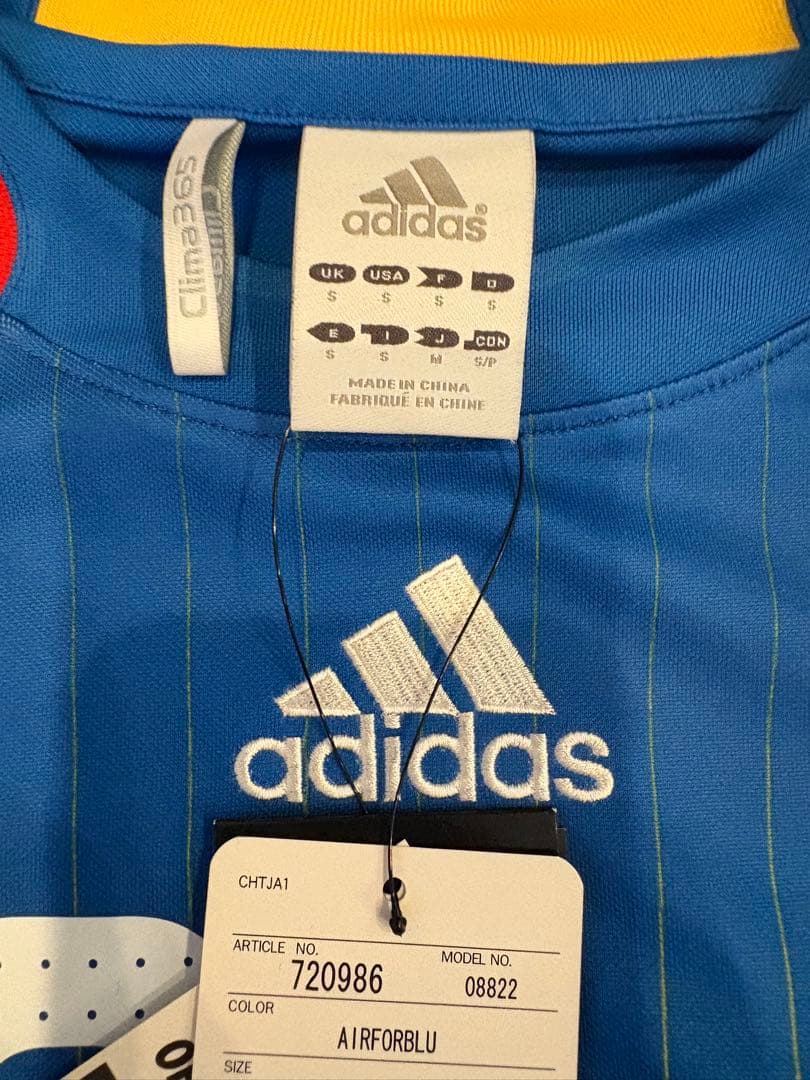 Clima365
adidas®
UK USA F D
S S S S
E I J CDN
S S M S/P
MADE IN CHINA
FABRIQUÉ EN CHINE
adidas
CHTJA1
ARTICLE NO. MODEL NO.
720986 08822
COLOR
AIRFORBLU
SIZE